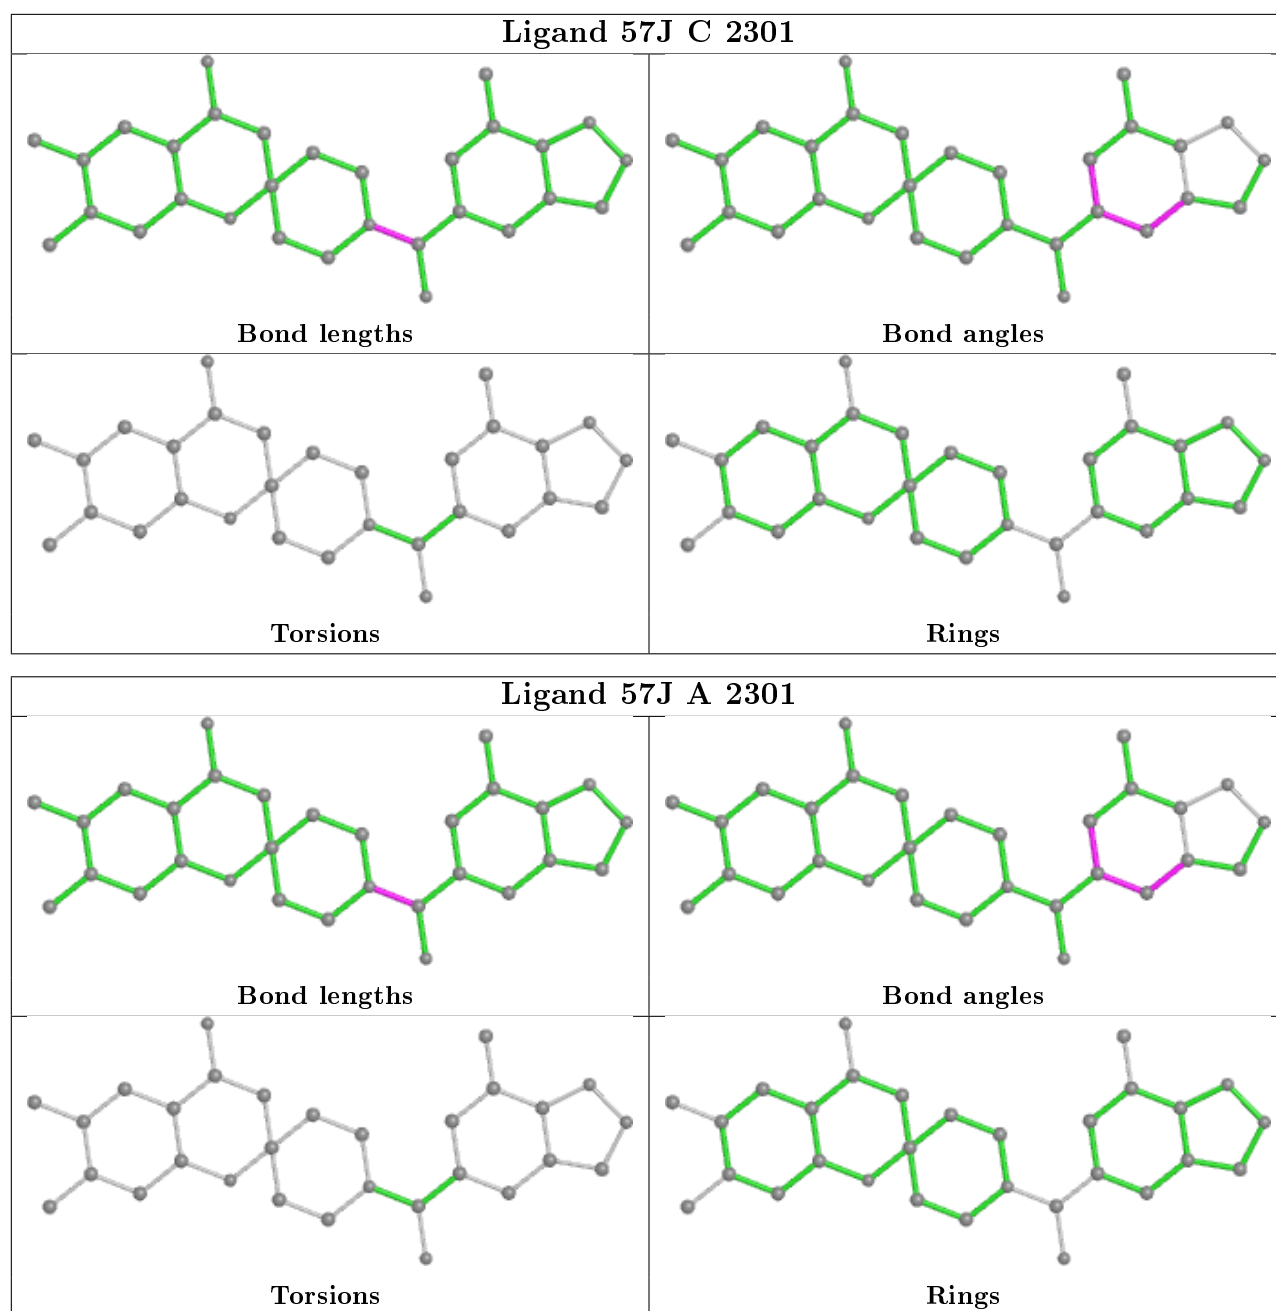 Ligand 57J C 2301
Bond lengths
Bond angles
Torsions
Rings
Ligand 57J A 2301
Bond lengths
Bond angles
Torsions
Rings